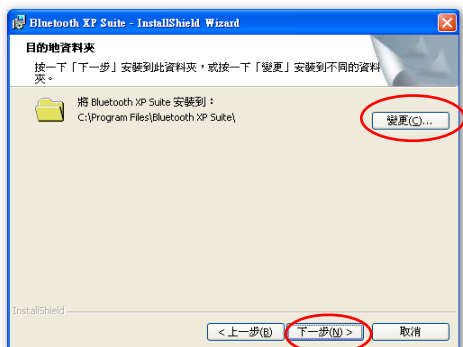 Bluetooth XP Suite - InstallShield Wizard
目的地資料夾
按一下「下一步」安裝到此資料夾，或按一下「變更」安裝到不同的資料
夾。
將 Bluetooth XP Suite 安裝到：
C:\Program Files\Bluetooth XP Suite\
變更(C)...
InstallShield
< 上一步(B)
下一步(N) >
取消